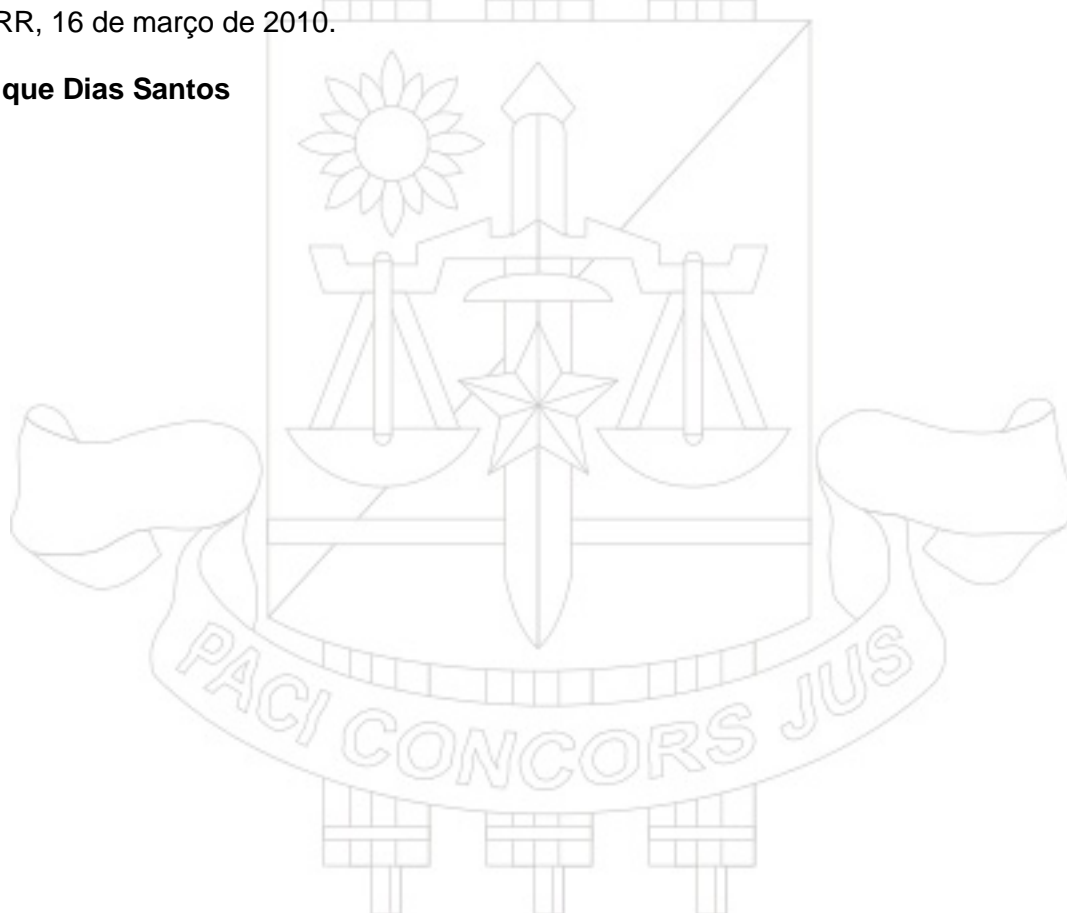 RR, 16 de março de 2010.
que Dias Santos
PACI CONCORS JUS